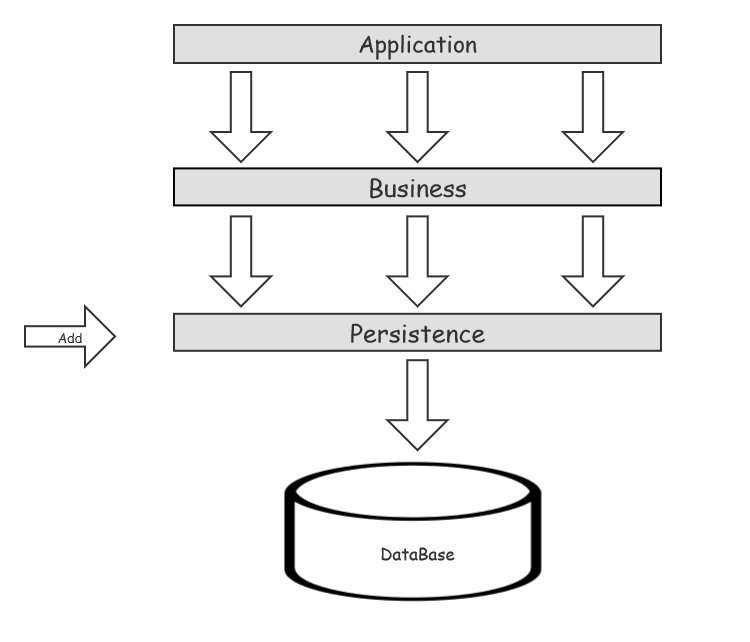 Application
Business
Add
Persistence
DataBase